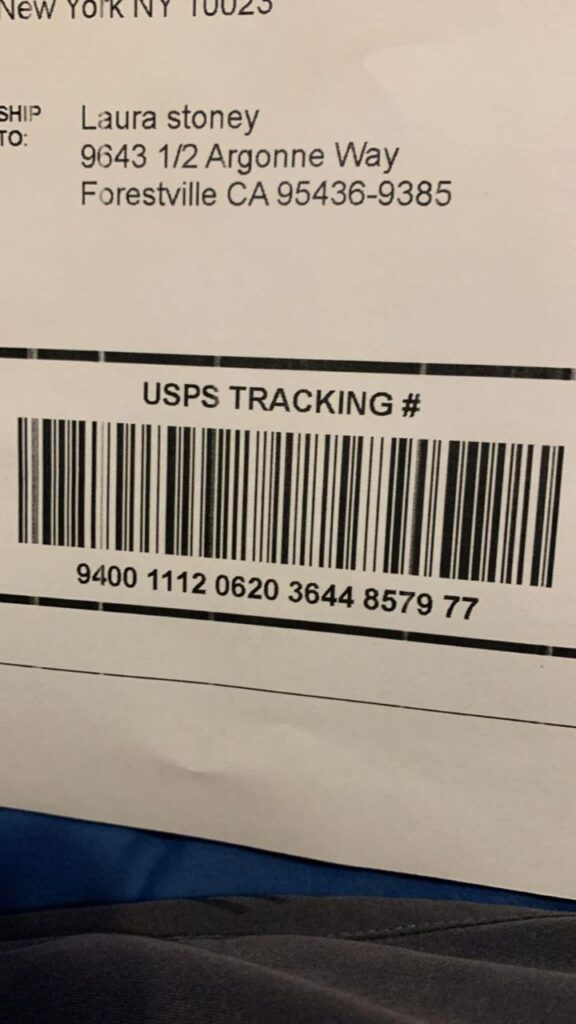 New York NY 10023
SHIP
TO:
Laura stoney
9643 1/2 Argonne Way
Forestville CA 95436-9385
USPS TRACKING #
9400 1112 0620 3644 8579 77